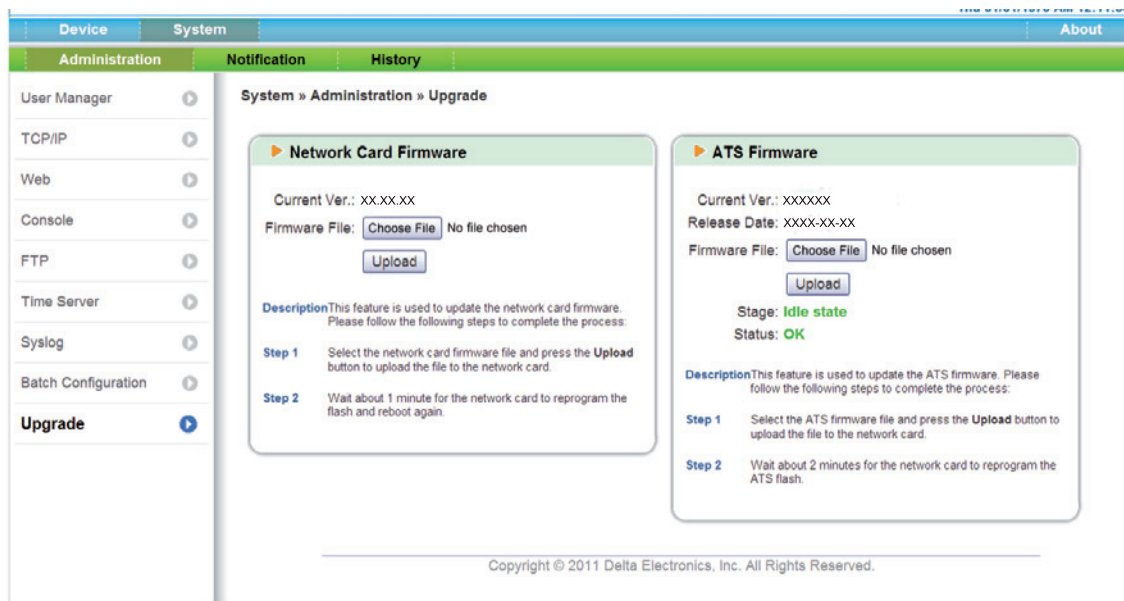 Device System About
Administration Notification History
User Manager
TCP/IP
Web
Console
FTP
Time Server
Syslog
Batch Configuration
Upgrade
System » Administration » Upgrade
Network Card Firmware
Current Ver.: XX.XX.XX
Firmware File: Choose File No file chosen
Upload
Description This feature is used to update the network card firmware.
Please follow the following steps to complete the process:
Step 1 Select the network card firmware file and press the Upload
button to upload the file to the network card.
Step 2 Wait about 1 minute for the network card to reprogram the
flash and reboot again.
ATS Firmware
Current Ver.: XXXXXX
Release Date: XXXX-XX-XX
Firmware File: Choose File No file chosen
Upload
Stage: Idle state
Status: OK
Description This feature is used to update the ATS firmware. Please
follow the following steps to complete the process:
Step 1 Select the ATS firmware file and press the Upload button to
upload the file to the network card.
Step 2 Wait about 2 minutes for the network card to reprogram the
ATS flash.
Copyright © 2011 Delta Electronics, Inc. All Rights Reserved.